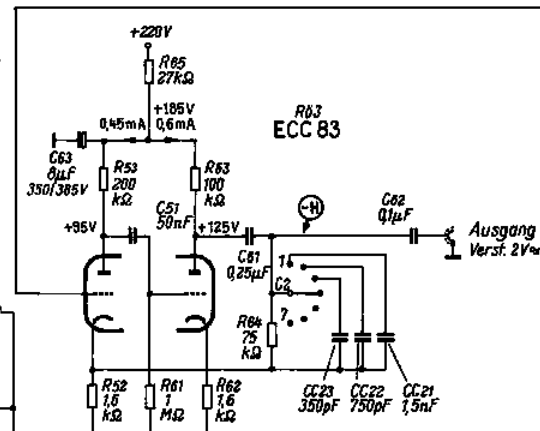 +220V
R65
27kΩ
+185V
0,45mA
0,6mA
Rö3
ECC 83
C63
8µF
350/385V
R53
200
kΩ
R63
100
kΩ
C51
50nF
+95V
+125V
C61
0,25µF
-H
C62
0,1µF
Ausgang
Verst. 2V≈
1
C2
7
R64
75
kΩ
R52
1,6
kΩ
R61
1
MΩ
R62
1,6
kΩ
CC23
350pF
CC22
750pF
CC21
1,5nF